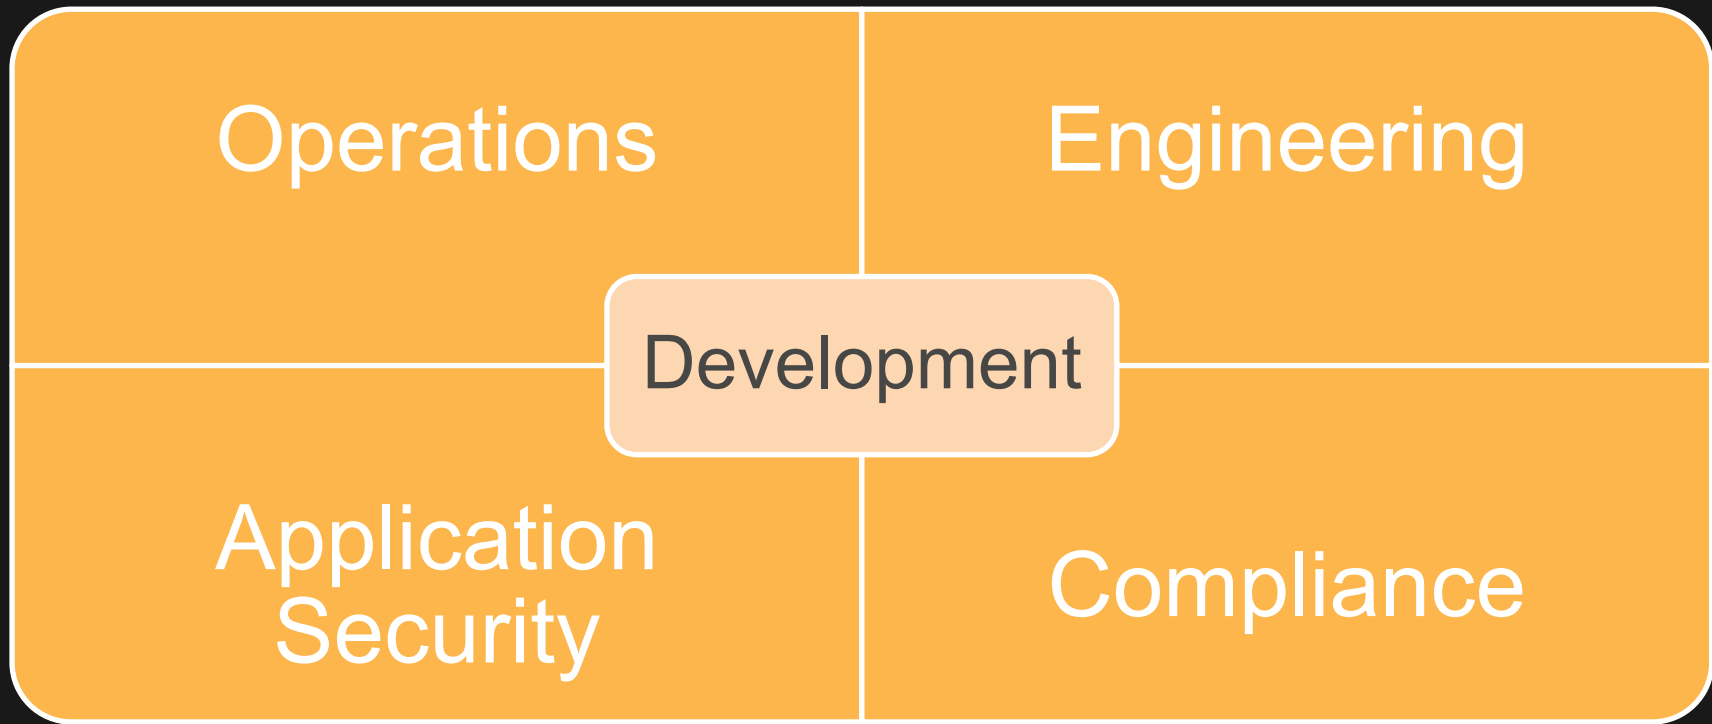 Operations
Engineering
Development
Application
Security
Compliance